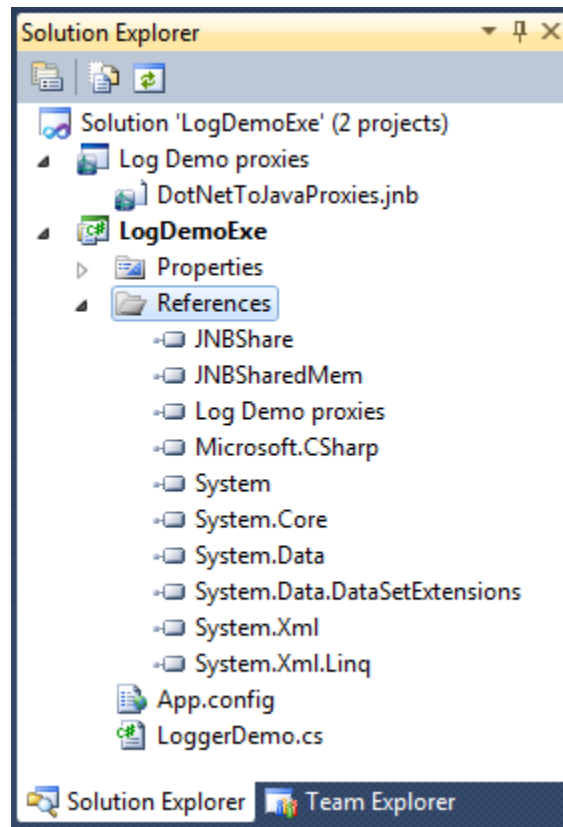 Solution Explorer
Solution 'LogDemoExe' (2 projects)
Log Demo proxies
DotNetToJavaProxies.jnb
LogDemoExe
Properties
References
JNBShare
JNBSharedMem
Log Demo proxies
Microsoft.CSharp
System
System.Core
System.Data
System.Data.DataSetExtensions
System.Xml
System.Xml.Linq
App.config
LoggerDemo.cs
Solution Explorer Team Explorer